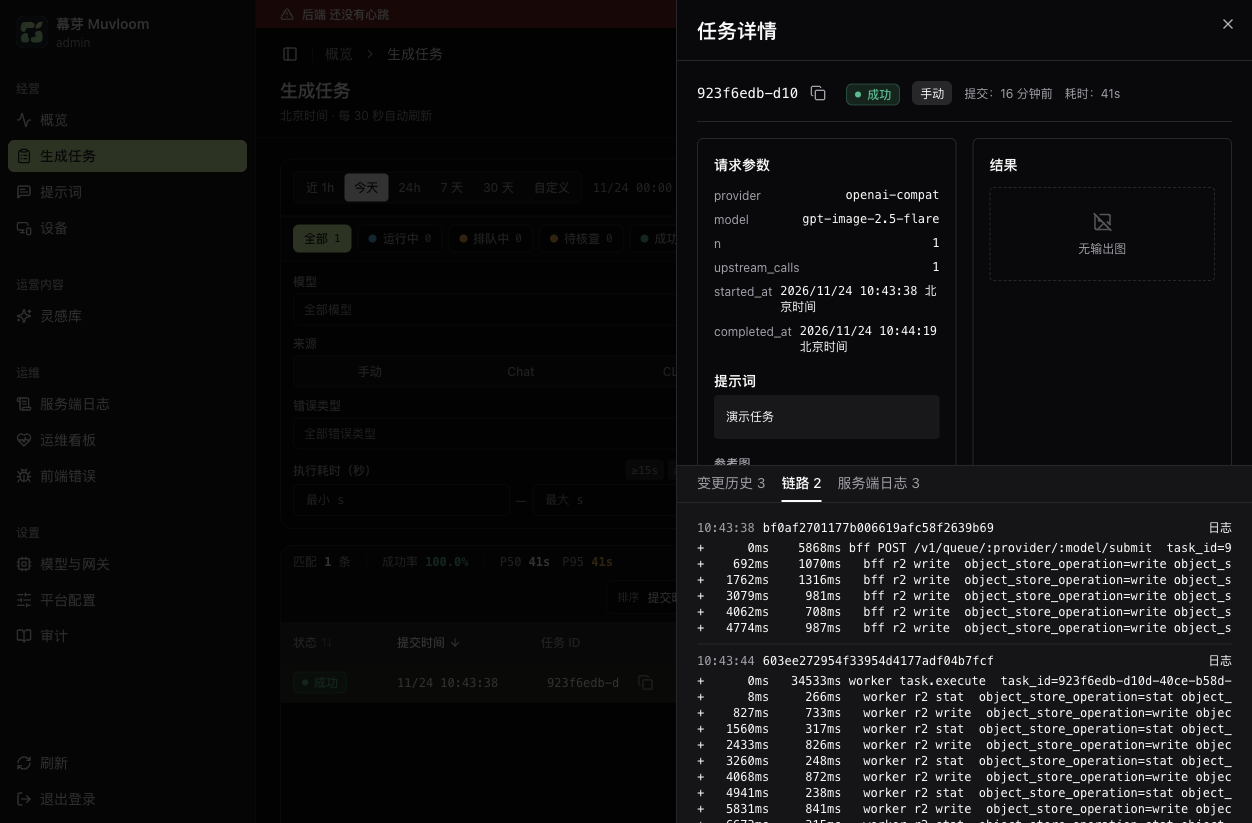 幕芽 Muvloom
admin
经营
概览
生成任务
提示词
设备
运营内容
灵感库
运维
服务端日志
运维看板
前端错误
设置
模型与网关
平台配置
审计
刷新
退出登录
后端 还没有心跳
概览 > 生成任务
生成任务
北京时间 · 每 30 秒自动刷新
近 1h 今天 24h 7 天 30 天 自定义 11/24 00:00
全部 1 运行中 0 排队中 0 待核查 0 成功
模型
全部模型
来源
手动 Chat CL
错误类型
全部错误类型
执行耗时（秒） ≥15s
最小 s — 最大 s
匹配 1 条 成功率 100.0% P50 41s P95 41s
排序 提交时
状态 ↑↓ 提交时间 ↓ 任务 ID
成功 11/24 10:43:38 923f6edb-d
任务详情
923f6edb-d10 成功 手动 提交: 16 分钟前 耗时: 41s
请求参数
provider openai-compat
model gpt-image-2.5-flare
n 1
upstream_calls 1
started_at 2026/11/24 10:43:38 北
京时间
completed_at 2026/11/24 10:44:19
北京时间
提示词
演示任务
参考图
结果
无输出图
变更历史 3 链路 2 服务端日志 3
10:43:38 bf0af2701177b006619afc58f2639b69 日志
+ 0ms 5868ms bff POST /v1/queue/:provider/:model/submit task_id=9
+ 692ms 1070ms bff r2 write object_store_operation=write object_s
+ 1762ms 1316ms bff r2 write object_store_operation=write object_s
+ 3079ms 981ms bff r2 write object_store_operation=write object_s
+ 4062ms 708ms bff r2 write object_store_operation=write object_s
+ 4774ms 987ms bff r2 write object_store_operation=write object_s
10:43:44 603ee272954f33954d4177adf04b7fcf 日志
+ 0ms 34533ms worker task.execute task_id=923f6edb-d10d-40ce-b58d-
+ 8ms 266ms worker r2 stat object_store_operation=stat object_
+ 827ms 733ms worker r2 write object_store_operation=write objec
+ 1560ms 317ms worker r2 stat object_store_operation=stat object_
+ 2433ms 826ms worker r2 write object_store_operation=write objec
+ 3260ms 248ms worker r2 stat object_store_operation=stat object_
+ 4068ms 872ms worker r2 write object_store_operation=write objec
+ 4941ms 238ms worker r2 stat object_store_operation=stat object_
+ 5831ms 841ms worker r2 write object_store_operation=write objec